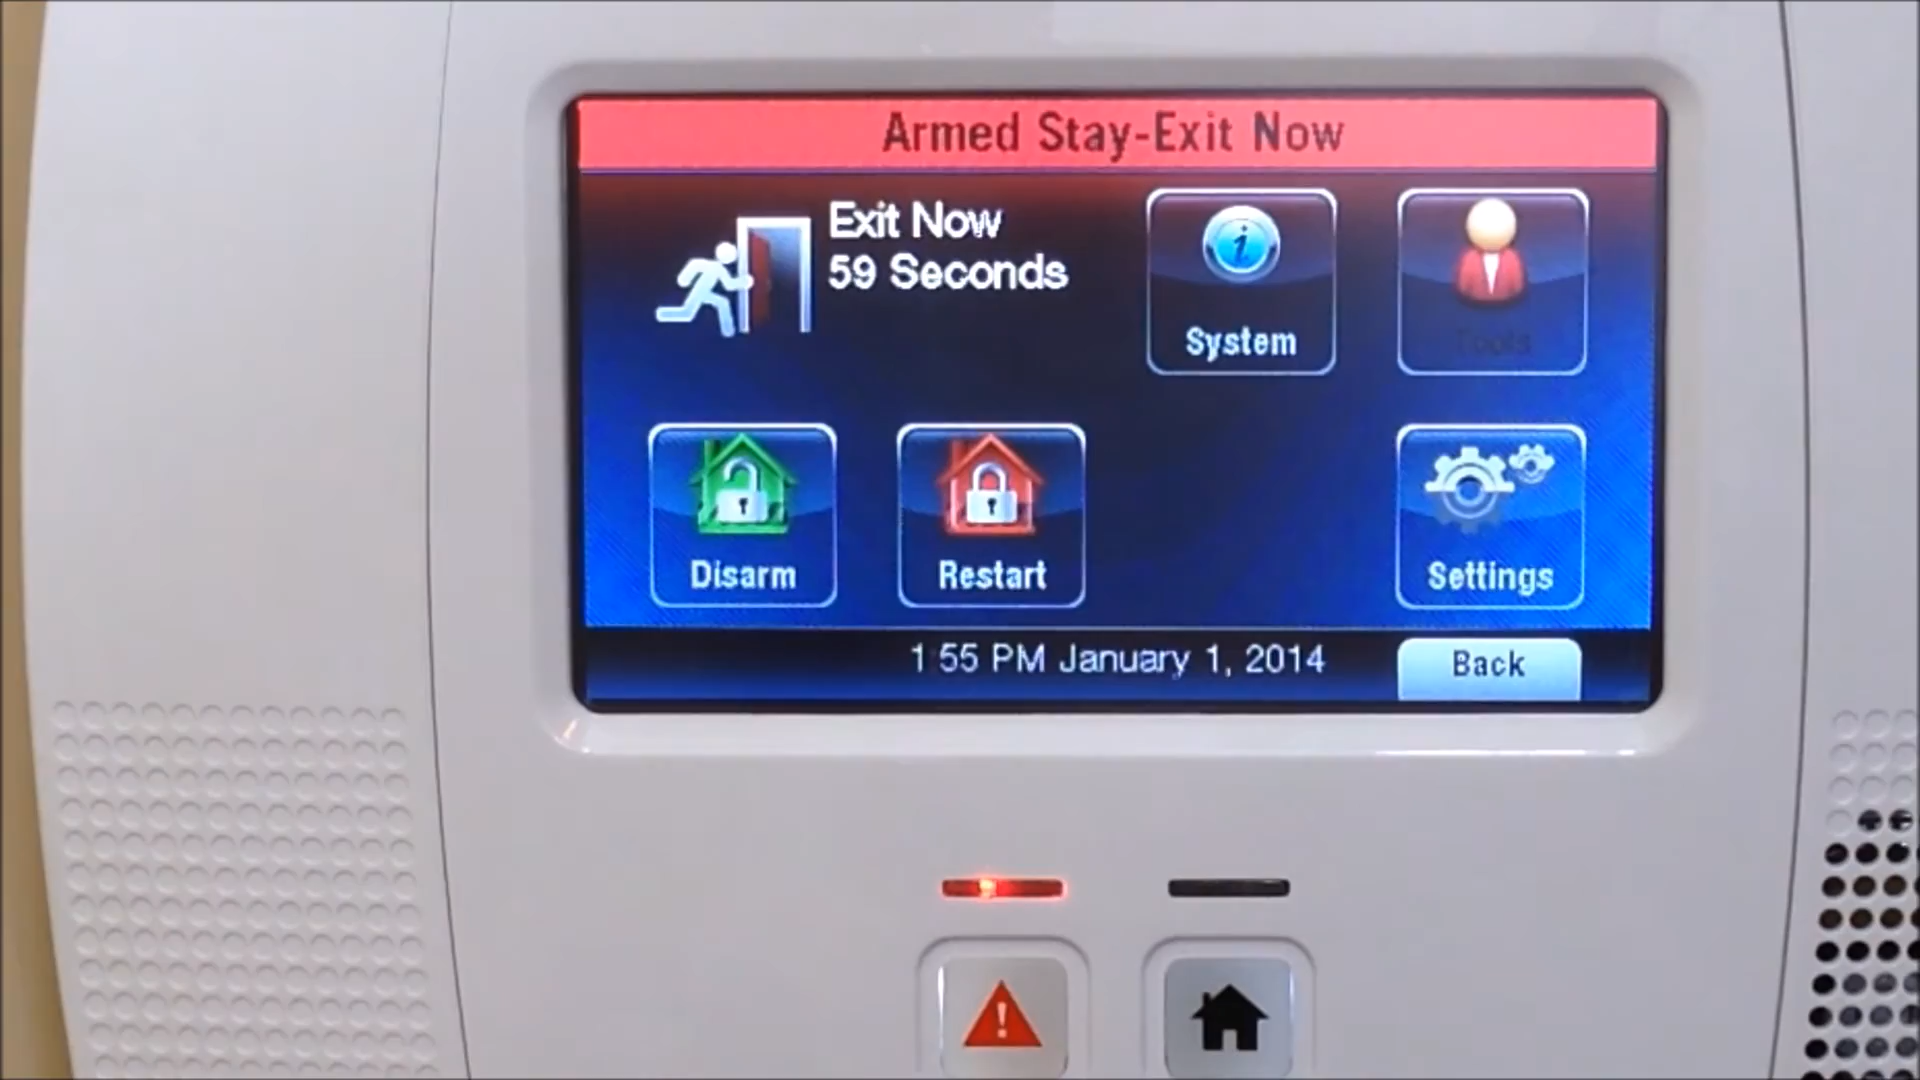 Armed Stay-Exit Now
Exit Now
59 Seconds
System
Tools
Disarm
Restart
Settings
1 55 PM January 1, 2014
Back